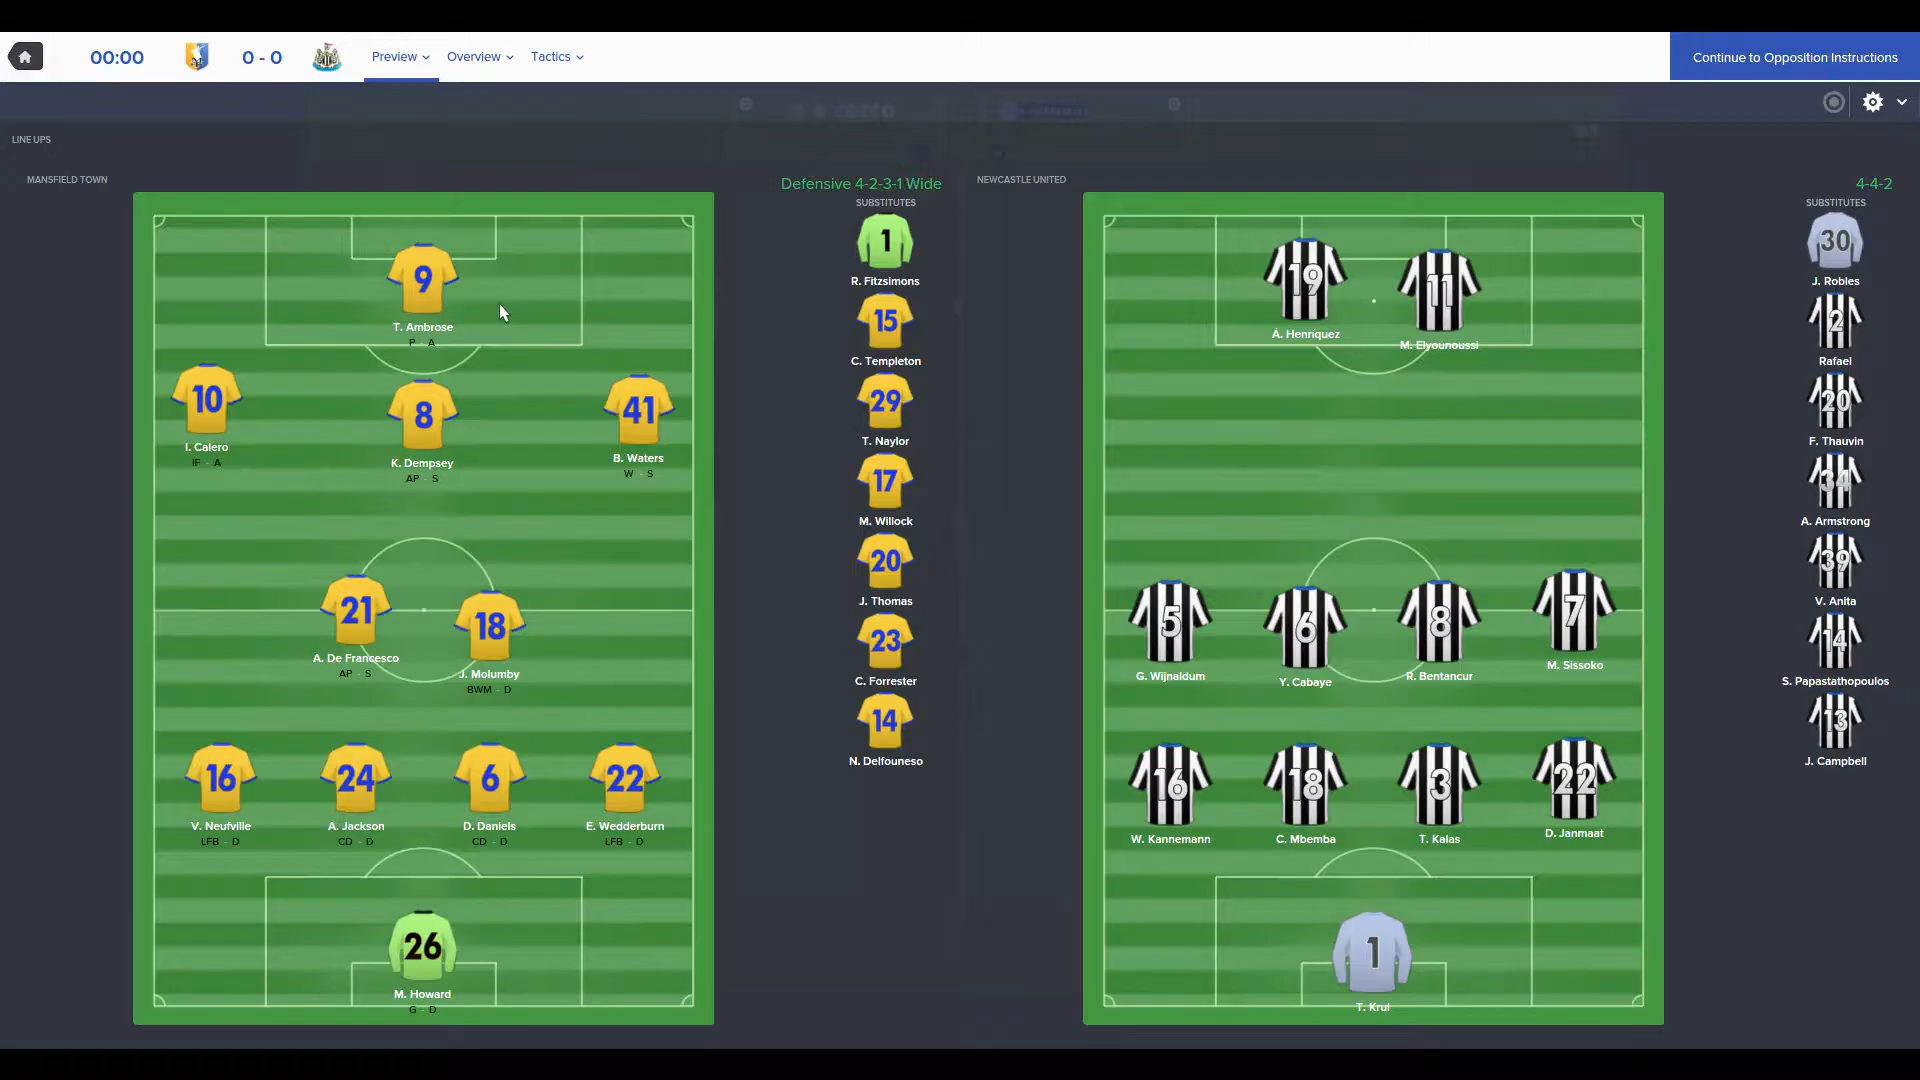 00:00
0 - 0
Preview
Overview
Tactics
Continue to Opposition Instructions
LINE UPS
MANSFIELD TOWN
Defensive 4-2-3-1 Wide
SUBSTITUTES
9
T. Ambrose
P - A
10
I. Calero
IF - A
8
K. Dempsey
AP - S
41
B. Waters
W - S
21
A. De Francesco
AP - S
18
J. Molumby
BWM - D
16
V. Neufville
LFB - D
24
A. Jackson
CD - D
6
D. Daniels
CD - D
22
E. Wedderburn
LFB - D
26
M. Howard
G - D
1
R. Fitzsimons
15
C. Templeton
29
T. Naylor
17
M. Willock
20
J. Thomas
23
C. Forrester
14
N. Delfouneso
NEWCASTLE UNITED
4-4-2
SUBSTITUTES
19
Á. Henríquez
11
M. Elyounoussi
5
G. Wijnaldum
6
Y. Cabaye
8
R. Bentancur
7
M. Sissoko
16
W. Kannemann
18
C. Mbemba
3
T. Kalas
22
D. Janmaat
1
T. Krul
30
J. Robles
2
Rafael
20
F. Thauvin
34
A. Armstrong
39
V. Anita
14
S. Papastathopoulos
13
J. Campbell